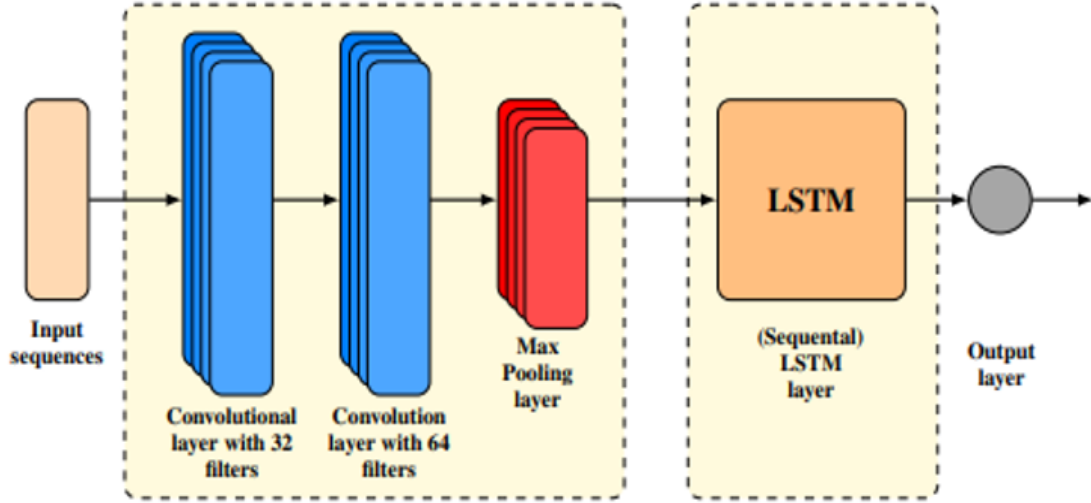 Input
sequences
Convolutional
layer with 32
filters
Convolution
layer with 64
filters
Max
Pooling
layer
LSTM
(Sequental)
LSTM
layer
Output
layer